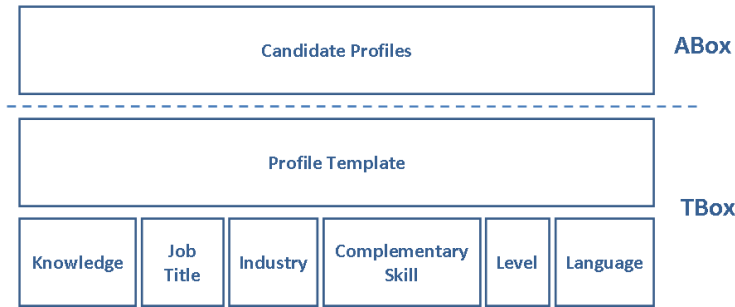 Candidate Profiles
ABox
Profile Template
TBox
Knowledge
Job
Title
Industry
Complementary
Skill
Level
Language